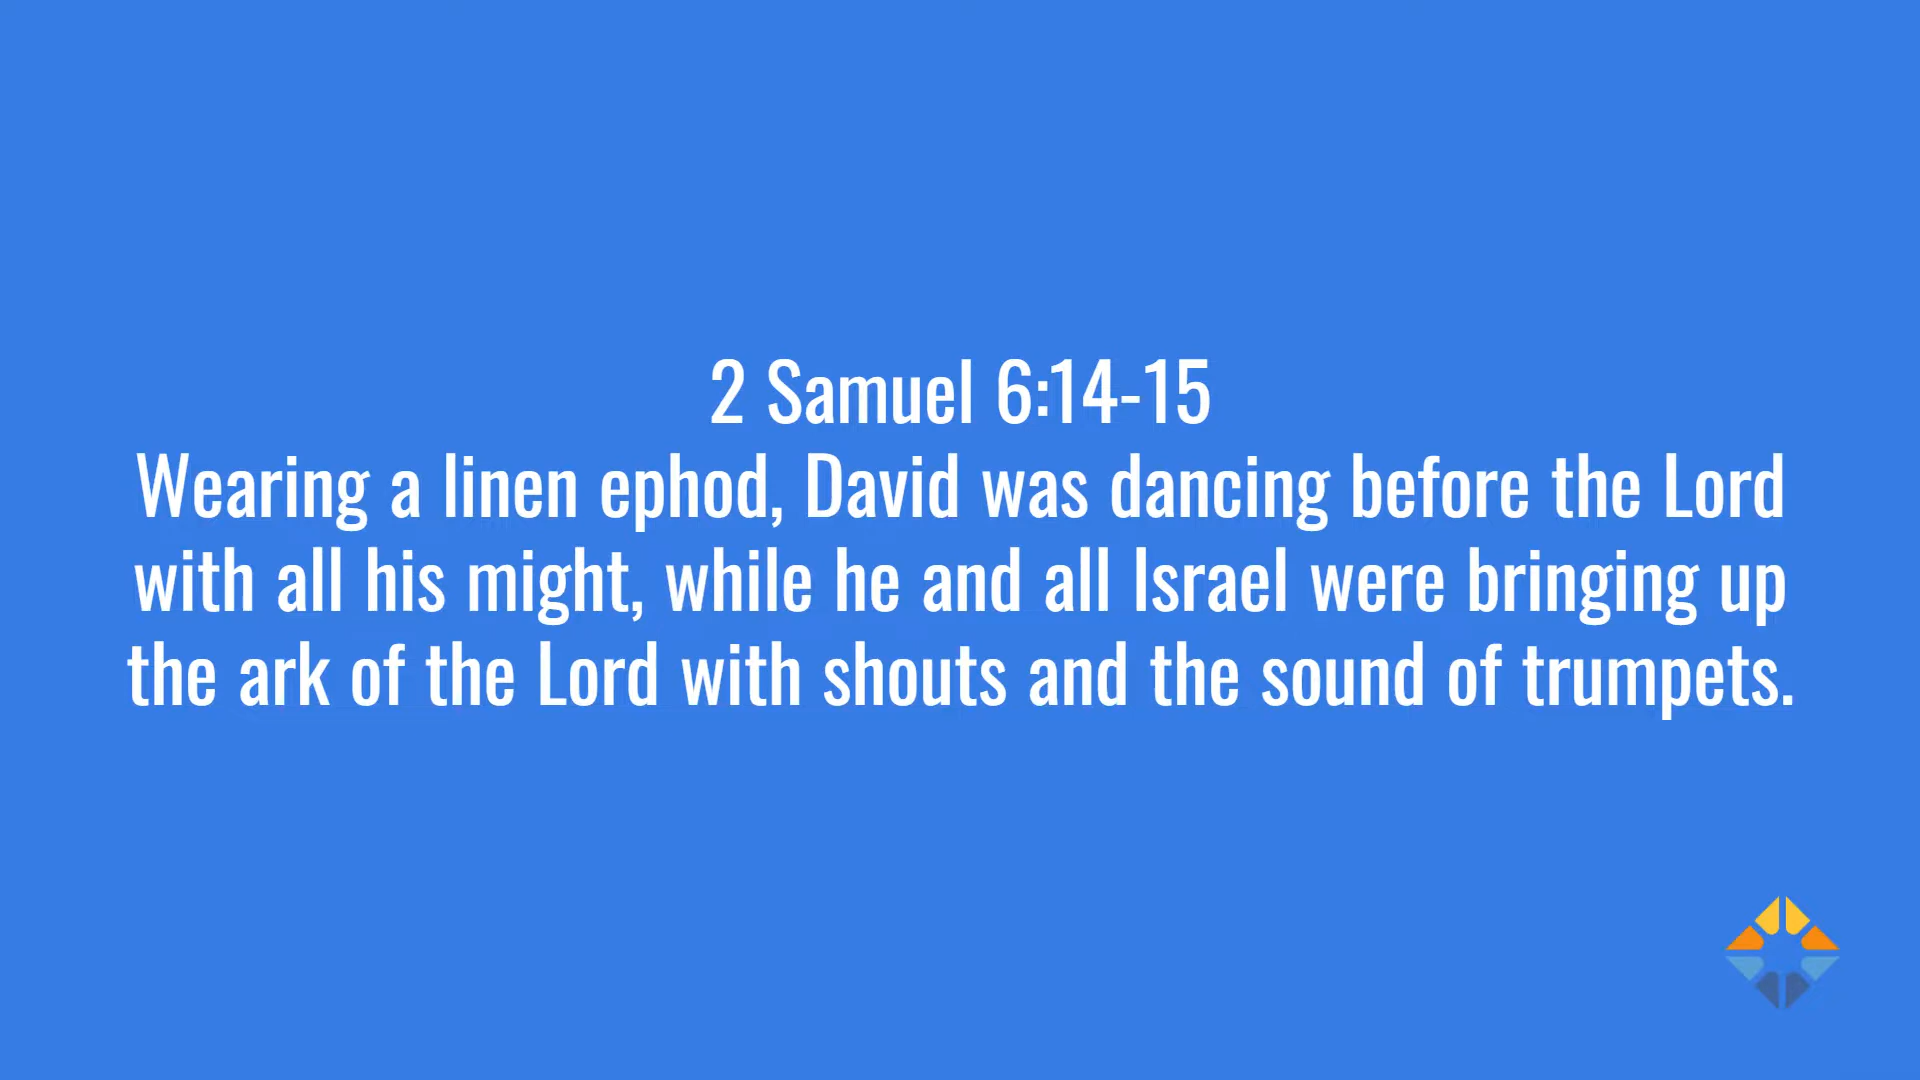 2 Samuel 6:14-15
Wearing a linen ephod, David was dancing before the Lord
with all his might, while he and all Israel were bringing up
the ark of the Lord with shouts and the sound of trumpets.